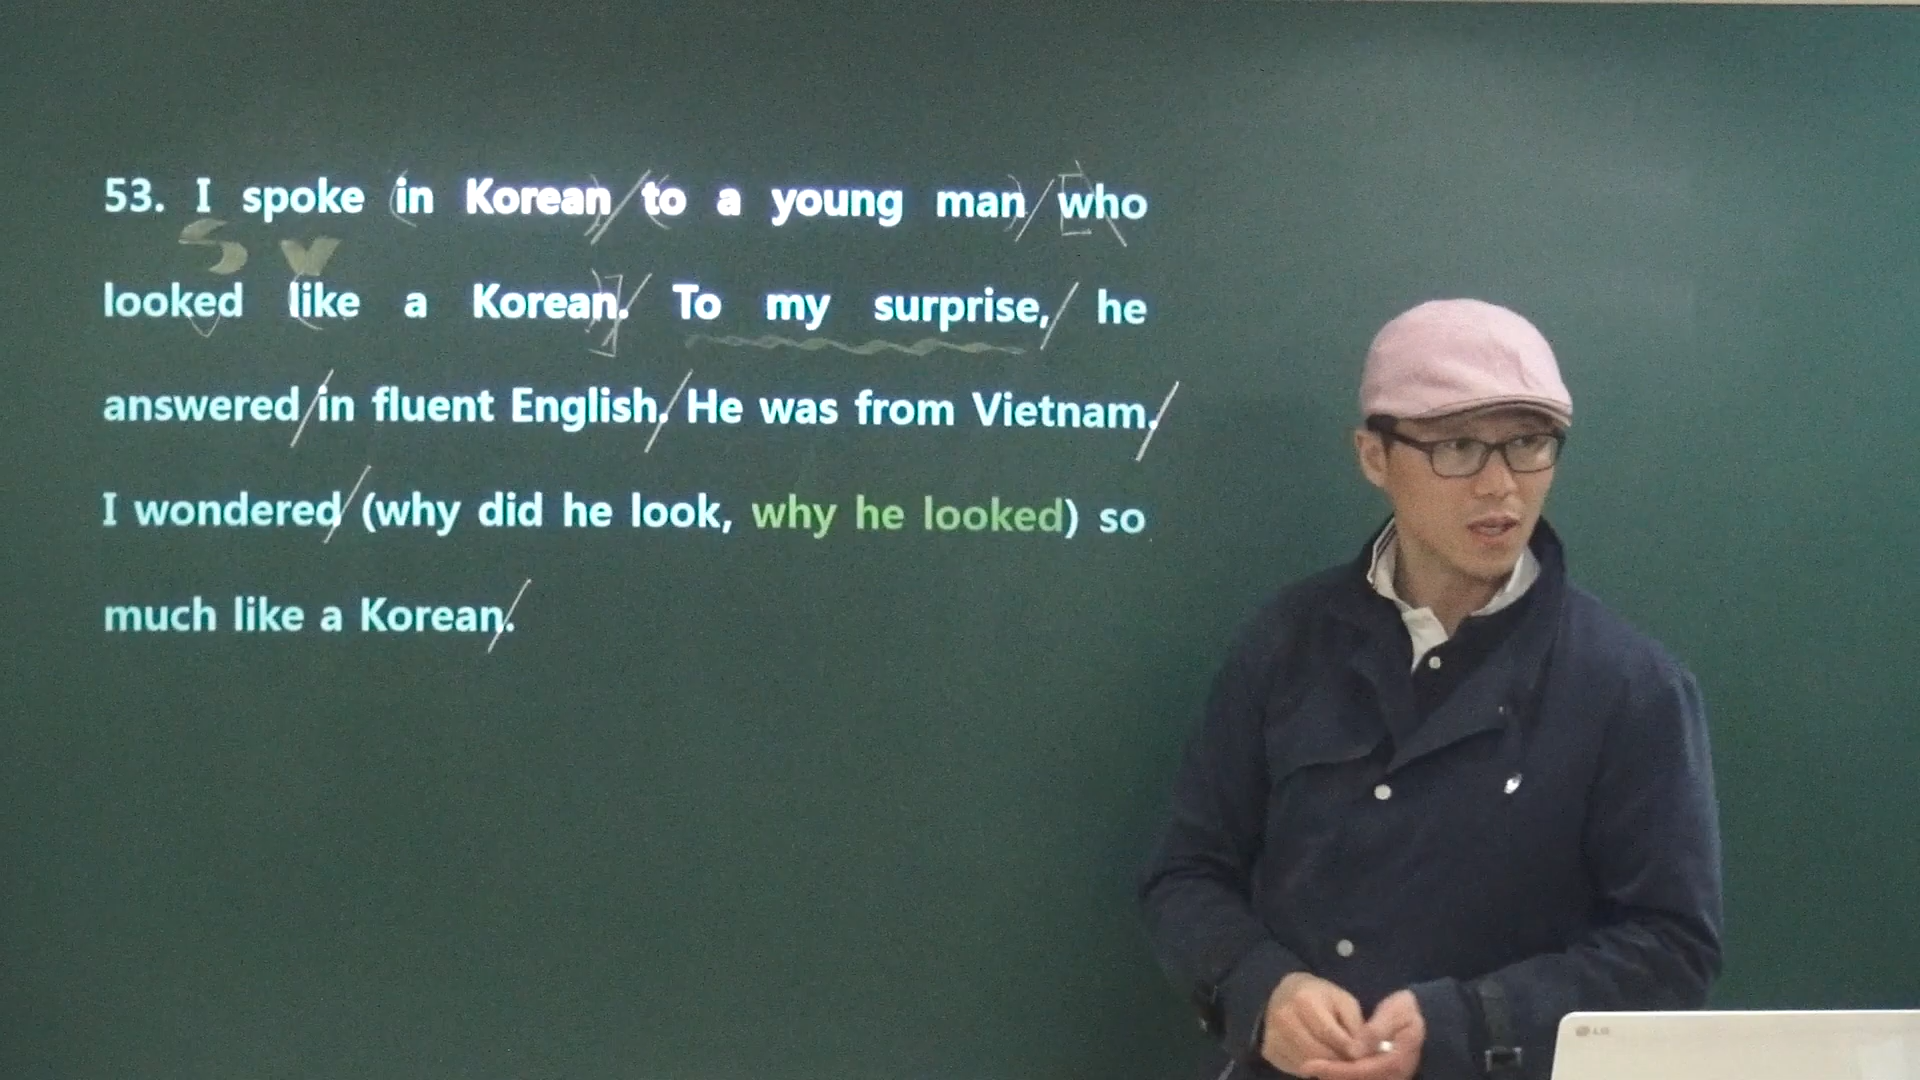 53. I spoke in Korean to a young man who
S V
looked like a Korean. To my surprise, he
answered in fluent English. He was from Vietnam.
I wondered (why did he look, why he looked) so
much like a Korean.
LG